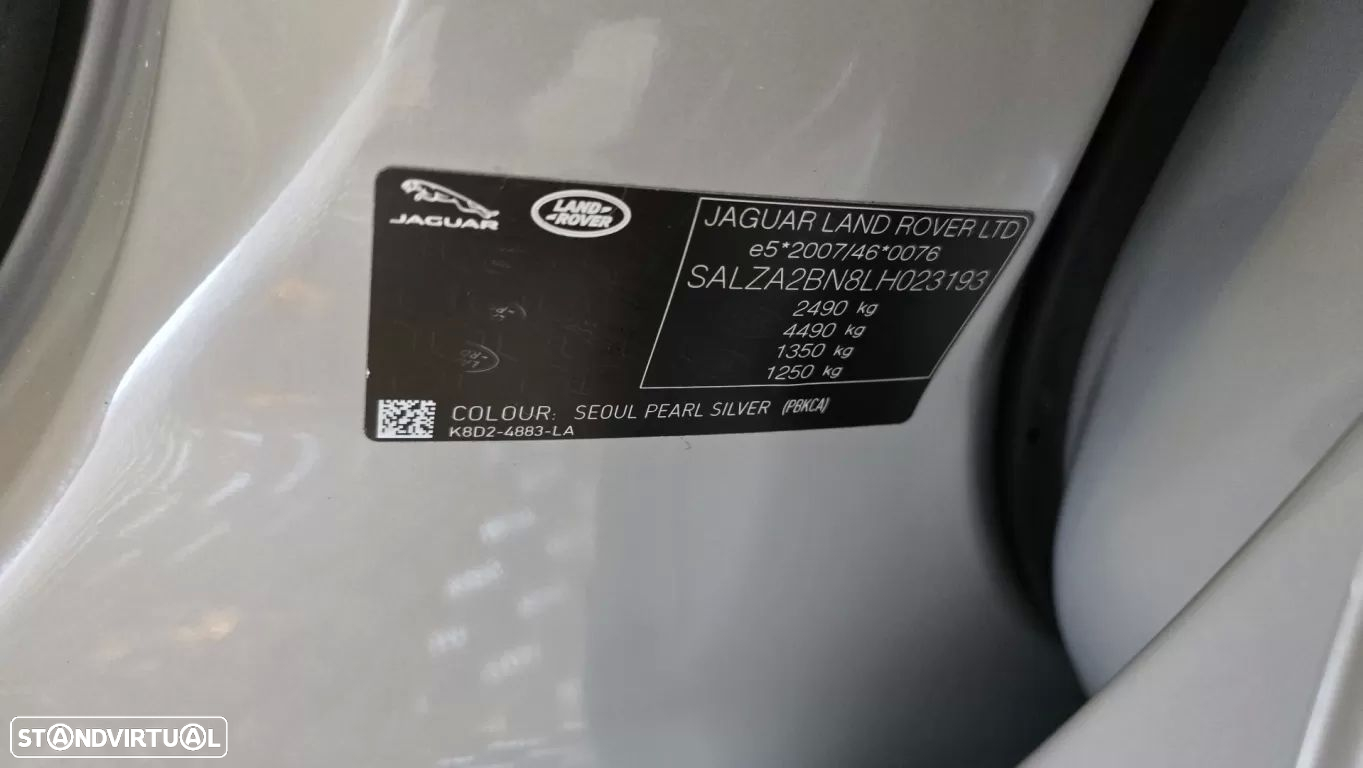 JAGUAR
LAND
ROVER
JAGUAR LAND ROVER LTD
e5*2007/46*0076
SALZA2BN8LH023193
2490 kg
4490 kg
1350 kg
1250 kg
COLOUR: SEOUL PEARL SILVER (PBKCA)
K8D2-4883-LA
STANDVIRTUAL